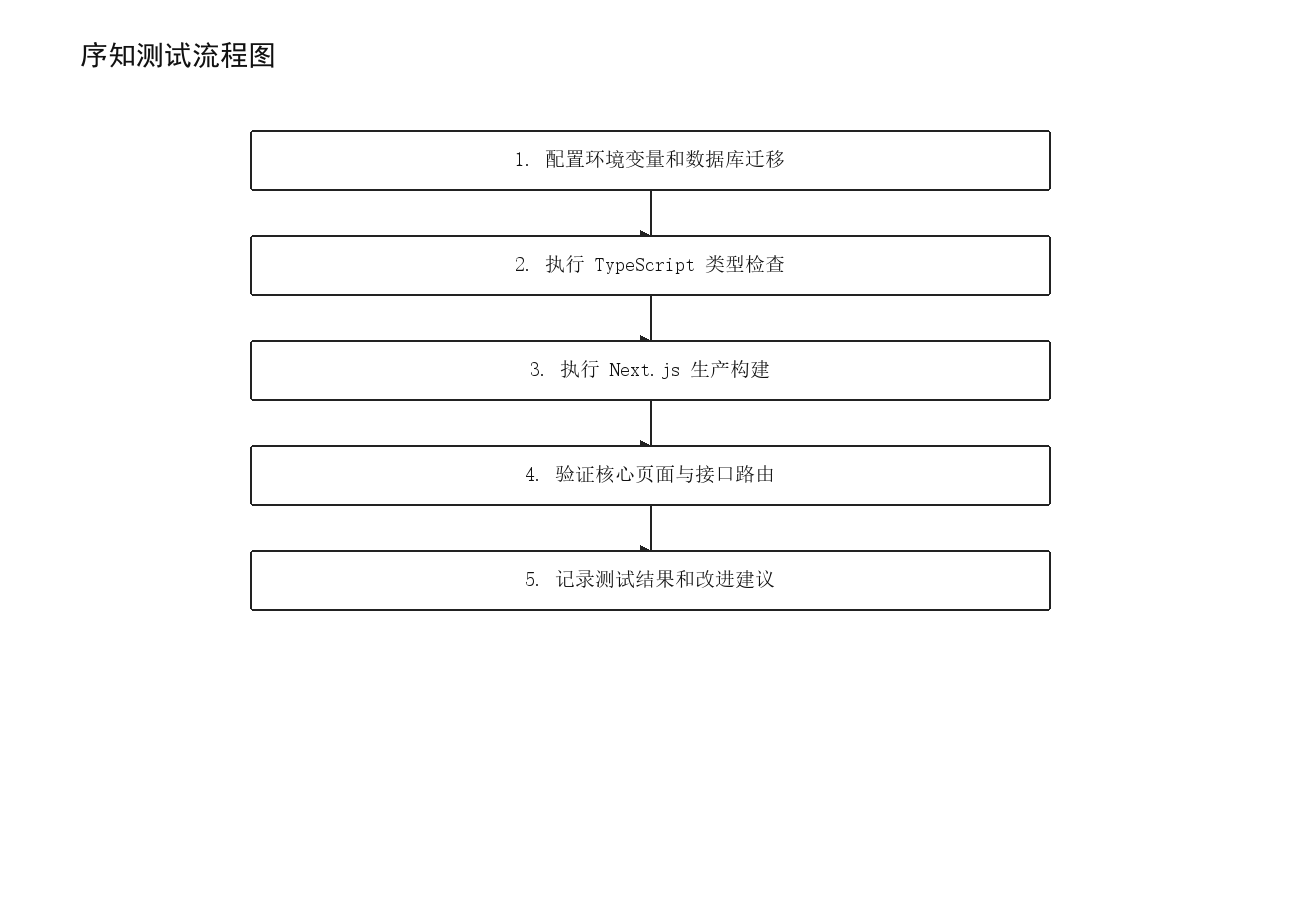 序知测试流程图
1. 配置环境变量和数据库迁移
2. 执行 TypeScript 类型检查
3. 执行 Next.js 生产构建
4. 验证核心页面与接口路由
5. 记录测试结果和改进建议